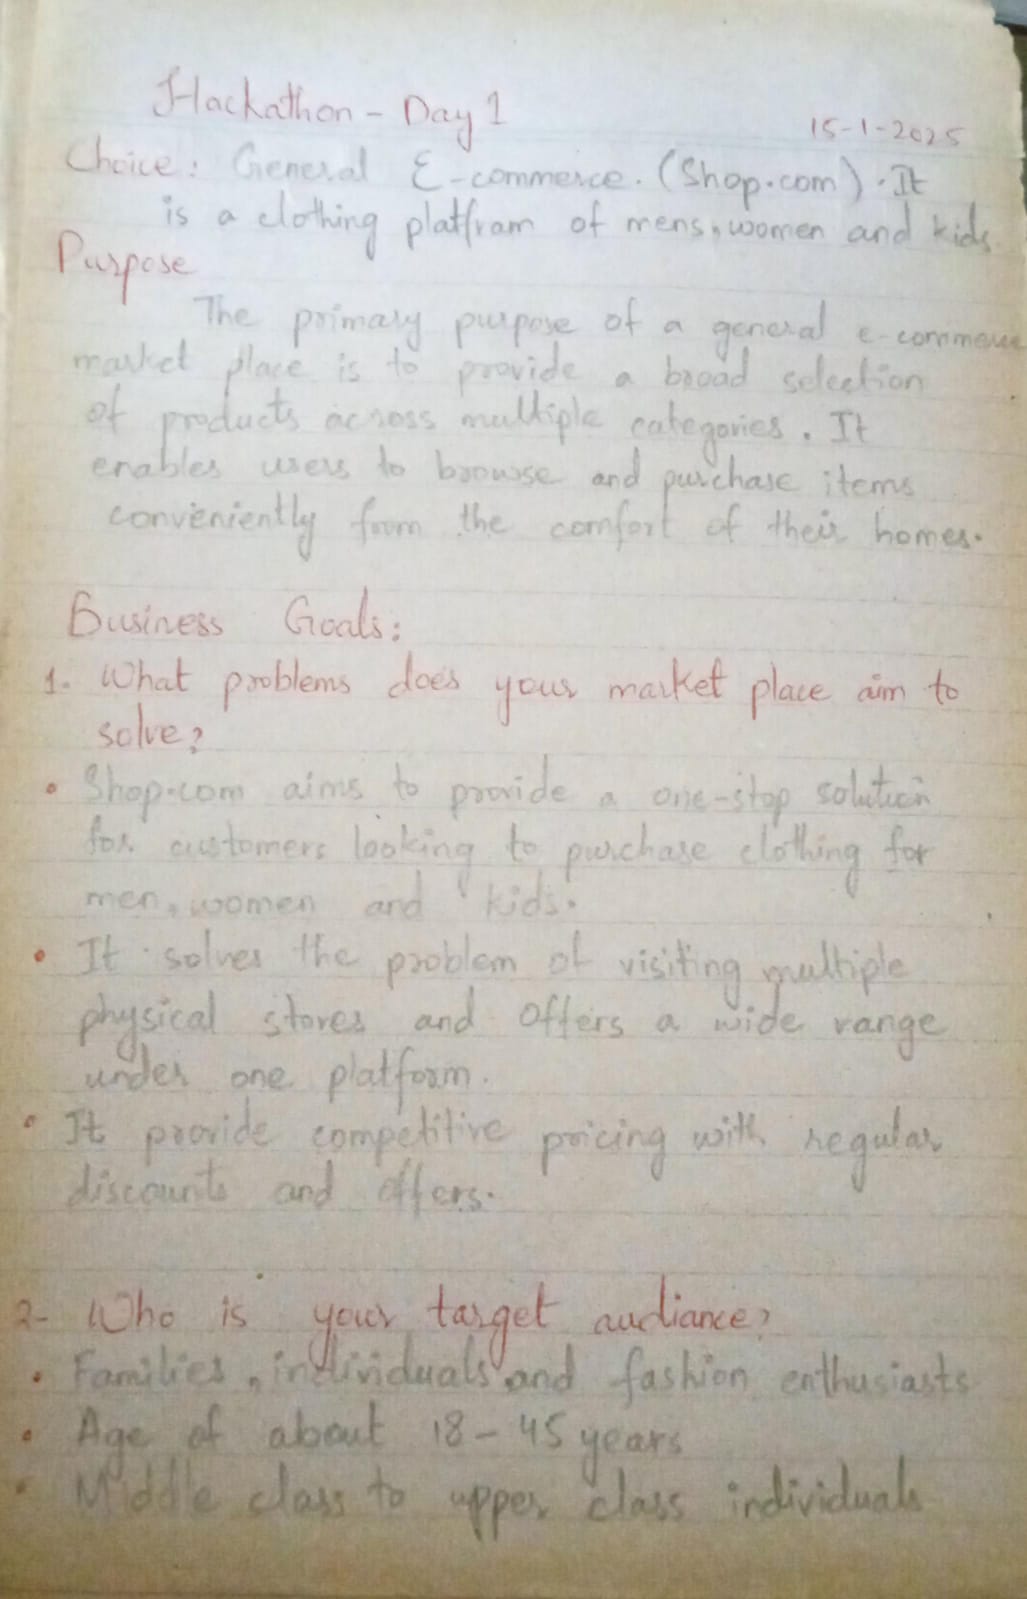 Hackathon - Day 1
15-1-2025
Choice: General E-commerce. (Shop.com). It
is a clothing platfram of mens, women and kids.
Purpose
The primary purpose of a general e-commerce
market place is to provide a broad selection
of products across multiple categories. It
enables users to browse and purchase items
conveniently from the comfort of their homes.
Business Goals:
1. What problems does your market place aim to
solve?
• Shop.com aims to provide a one-stop solution
for customers looking to purchase clothing for
men, women and kids.
• It solves the problem of visiting multiple
physical stores and offers a wide range
under one platform.
• It provide competitive pricing with regular
discounts and offers.
2- Who is your target audiance?
• Families, individuals and fashion enthusiasts
• Age of about 18-45 years
• Middle class to upper class individuals